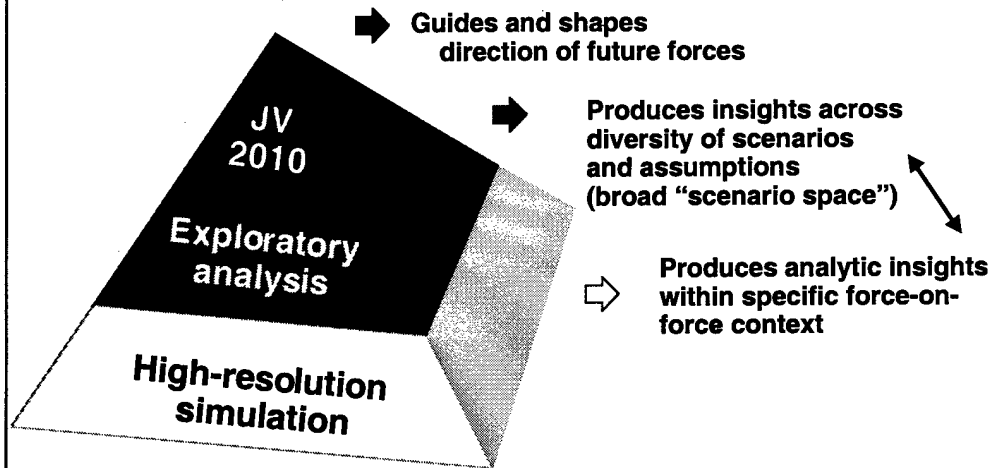 Guides and shapes
direction of future forces
JV
2010
Produces insights across
diversity of scenarios
and assumptions
(broad “scenario space”)
Exploratory
analysis
Produces analytic insights
within specific force-on-
force context
High-resolution
simulation